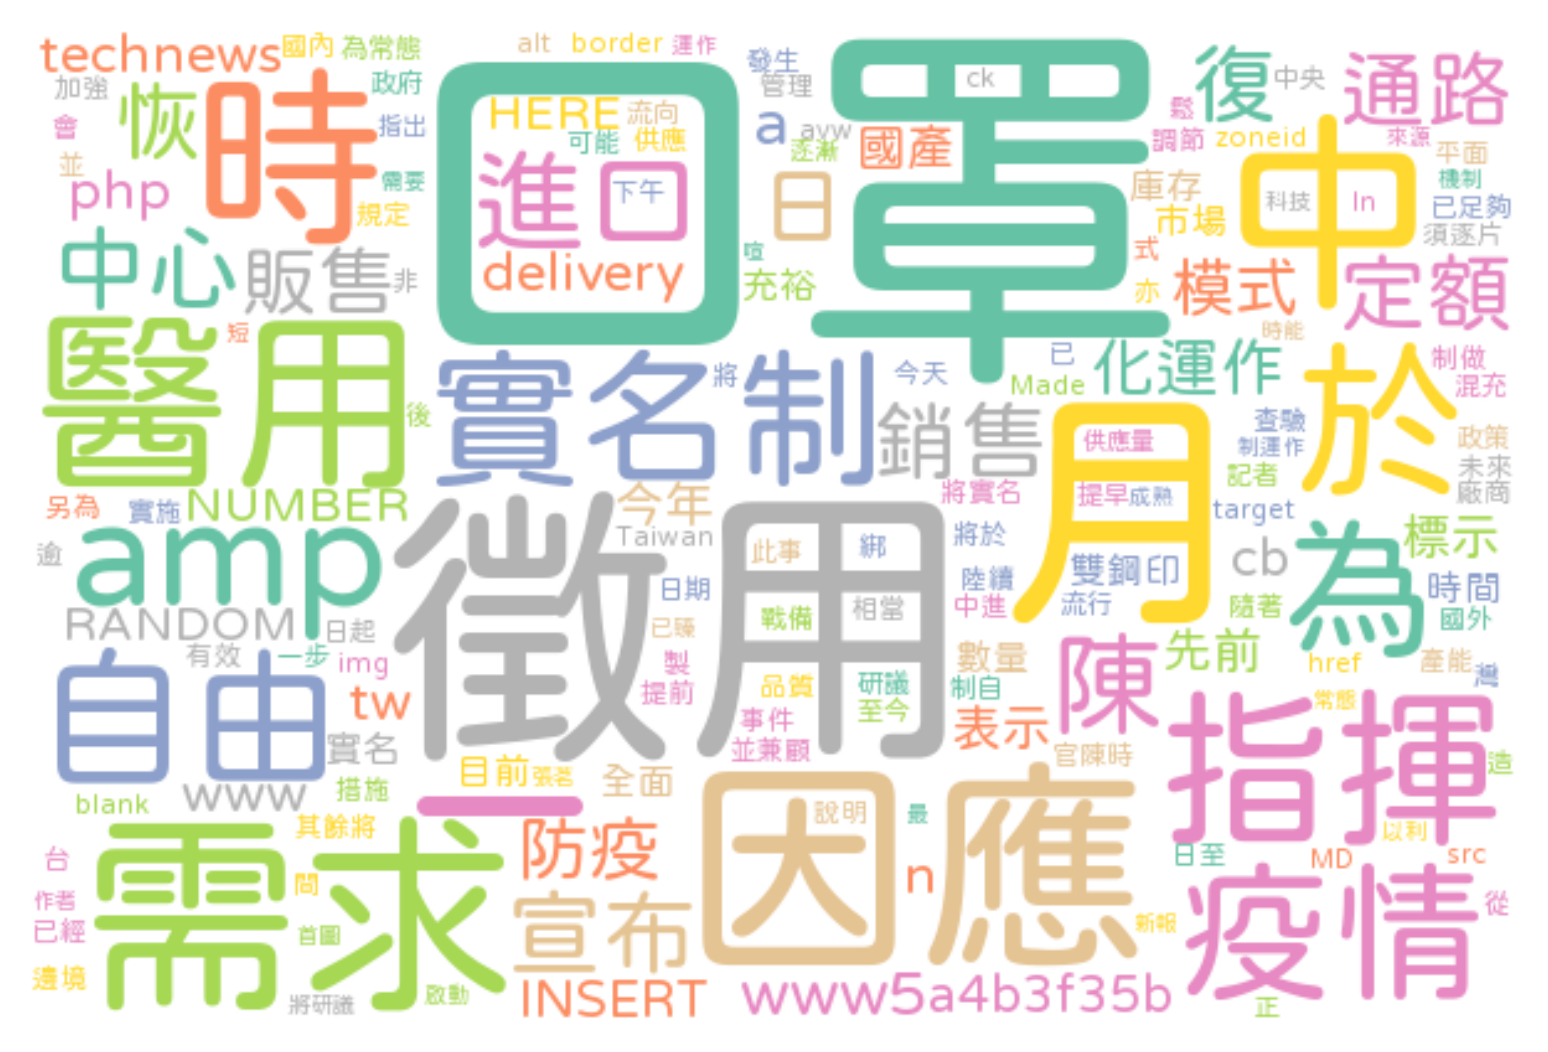 technews
國內
為常態
alt
border
運作
發生
管理
ck
復
中央
通路
加強
恢
時
政府
口罩
HERE
流向
a
avw
鬆
會
指出
可能
供應
逐漸
國產
調節
zoneid
來源
並
php
需要
進口
下午
日
庫存
中
科技
In
平面
機制
已足夠
規定
市場
須逐片
中心
販售
非
delivery
喧
充裕
式
亦
模式
定額
短
時能
醫用
實名制
將
今天
已
Made
化運作
於
制做
混充
後
銷售
月
供應量
查驗
制運作
政策
未來
記者
廠商
另為
實施
NUMBER
今年
將實名
提早
成熟
target
amp
徵用
Taiwan
此事
綁
將於
雙鋼印
cb
為
標示
逾
日期
陸續
時間
RANDOM
日起
已臻
戰備
相當
中進
流行
隨著
國外
有效
一步
img
製
數量
陳
先前
href
產能
灣
自由
tw
提前
品質
研議
制自
至今
常態
實名
事件
表示
指揮
並兼顧
官陳時
blank
www
措施
目前
張茗
全面
造
一
需求
其餘將
防疫
因應
說明
最
以利
台
間
n
日至
MD
src
作者
已經
首圖
宣布
新報
疫情
從
邊境
將研議
啟動
INSERT
www5a4b3f35b
正